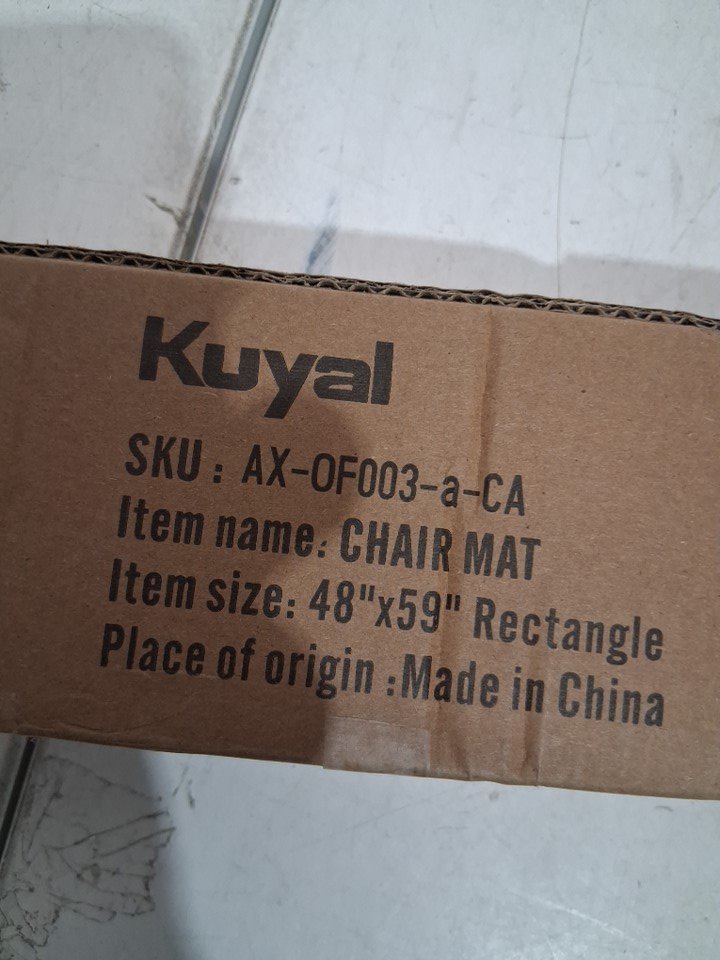 Kuyal
SKU : AX-OF003-a-CA
Item name: CHAIR MAT
Item size: 48"x59" Rectangle
Place of origin :Made in China